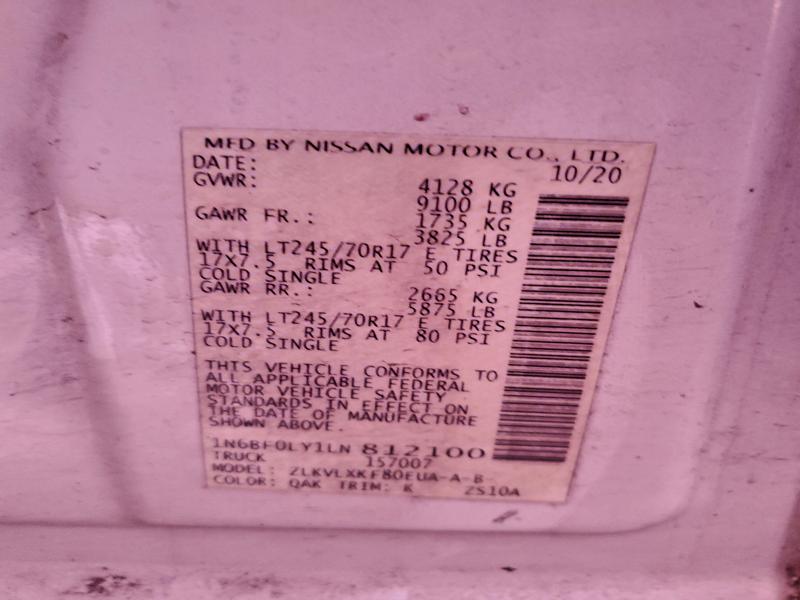 MFD BY NISSAN MOTOR CO., LTD.
DATE: 10/20
GVWR: 4128 KG
9100 LB
GAWR FR.: 1735 KG
3825 LB
WITH LT245/70R17 E TIRES
17x7.5 RIMS AT 50 PSI
COLD SINGLE
GAWR RR.: 2665 KG
5875 LB
WITH LT245/70R17 E TIRES
17x7.5 RIMS AT 80 PSI
COLD SINGLE
THIS VEHICLE CONFORMS TO
ALL APPLICABLE FEDERAL
MOTOR VEHICLE SAFETY
STANDARDS IN EFFECT ON
THE DATE OF MANUFACTURE
SHOWN ABOVE.
1N6BF0LY1LN 812100
TRUCK 157007
MODEL: ZLKVLXKF80EUA-A-B-
COLOR: QAK TRIM: K ZS10A